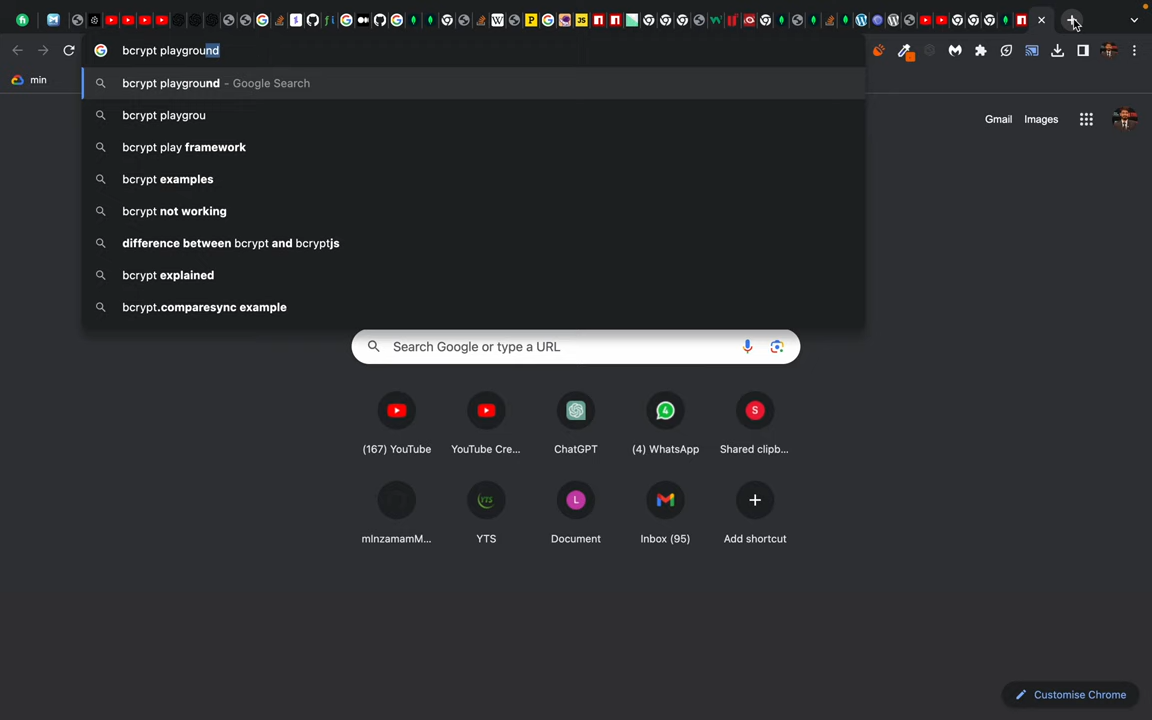 bcrypt playground
min
bcrypt playground - Google Search
bcrypt playgrou
Gmail Images
bcrypt play framework
bcrypt examples
bcrypt not working
difference between bcrypt and bcryptjs
bcrypt explained
bcrypt.comparesync example
Search Google or type a URL
(167) YouTube YouTube Cre... ChatGPT (4) WhatsApp Shared clipb...
mInzamamM... YTS Document Inbox (95) Add shortcut
Customise Chrome